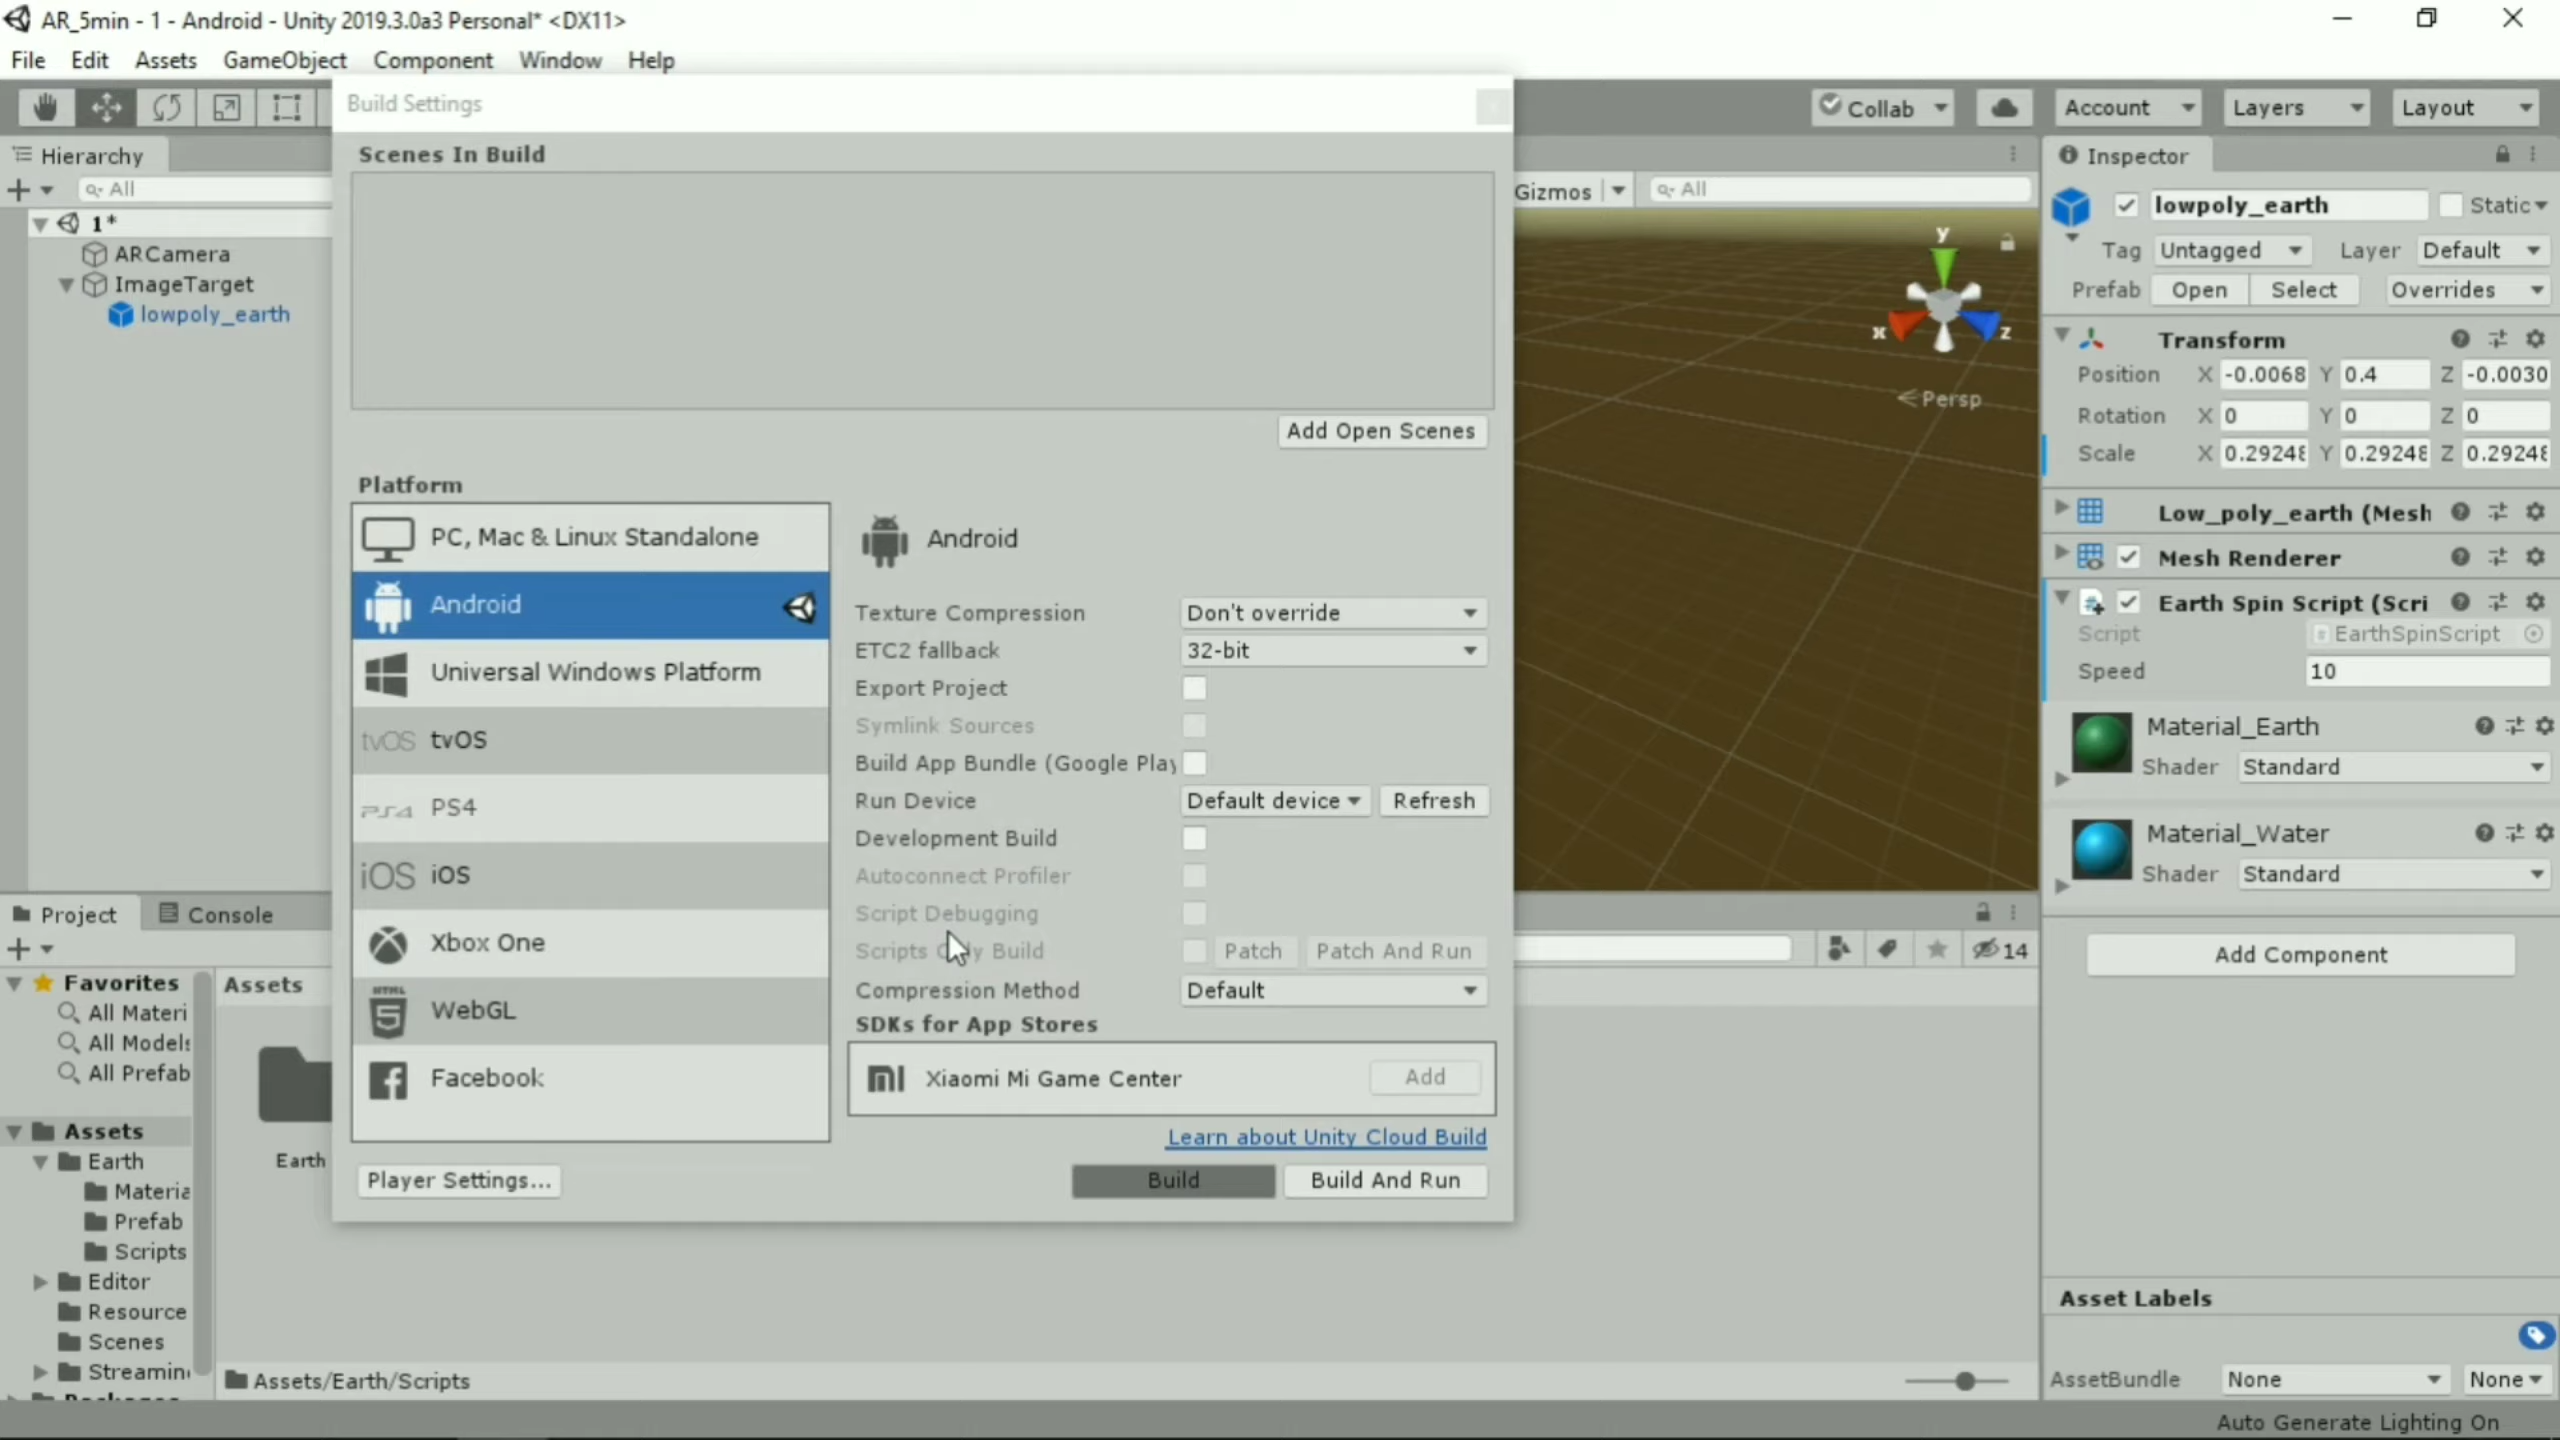 AR_5min - 1 - Android - Unity 2019.3.0a3 Personal* <DX11>
File Edit Assets GameObject Component Window Help
Build Settings
Collab Account Layers Layout
Hierarchy
All
1*
ARCamera
ImageTarget
lowpoly_earth
Scenes In Build
Add Open Scenes
Platform
PC, Mac & Linux Standalone
Android
Universal Windows Platform
tvOS tvOS
PS4 PS4
iOS iOS
Xbox One
HTML 5 WebGL
Facebook
Player Settings...
Android
Texture Compression Don't override
ETC2 fallback 32-bit
Export Project
Symlink Sources
Build App Bundle (Google Play
Run Device Default device Refresh
Development Build
Autoconnect Profiler
Script Debugging
Scripts Only Build Patch Patch And Run
Compression Method Default
SDKs for App Stores
Xiaomi Mi Game Center Add
Learn about Unity Cloud Build
Build Build And Run
Gizmos All
y
x z
Persp
14
Inspector
lowpoly_earth Static
Tag Untagged Layer Default
Prefab Open Select Overrides
Transform
Position X -0.0068 Y 0.4 Z -0.0030
Rotation X 0 Y 0 Z 0
Scale X 0.29248 Y 0.29248 Z 0.29248
Low_poly_earth (Mesh
Mesh Renderer
Earth Spin Script (Scri
Script EarthSpinScript
Speed 10
Material_Earth
Shader Standard
Material_Water
Shader Standard
Add Component
Asset Labels
AssetBundle None None
Auto Generate Lighting On
Project Console
Favorites
All Materi
All Models
All Prefab
Assets
Earth
Materia
Prefab
Scripts
Editor
Resource
Scenes
Streamin
Assets
Earth
Assets/Earth/Scripts